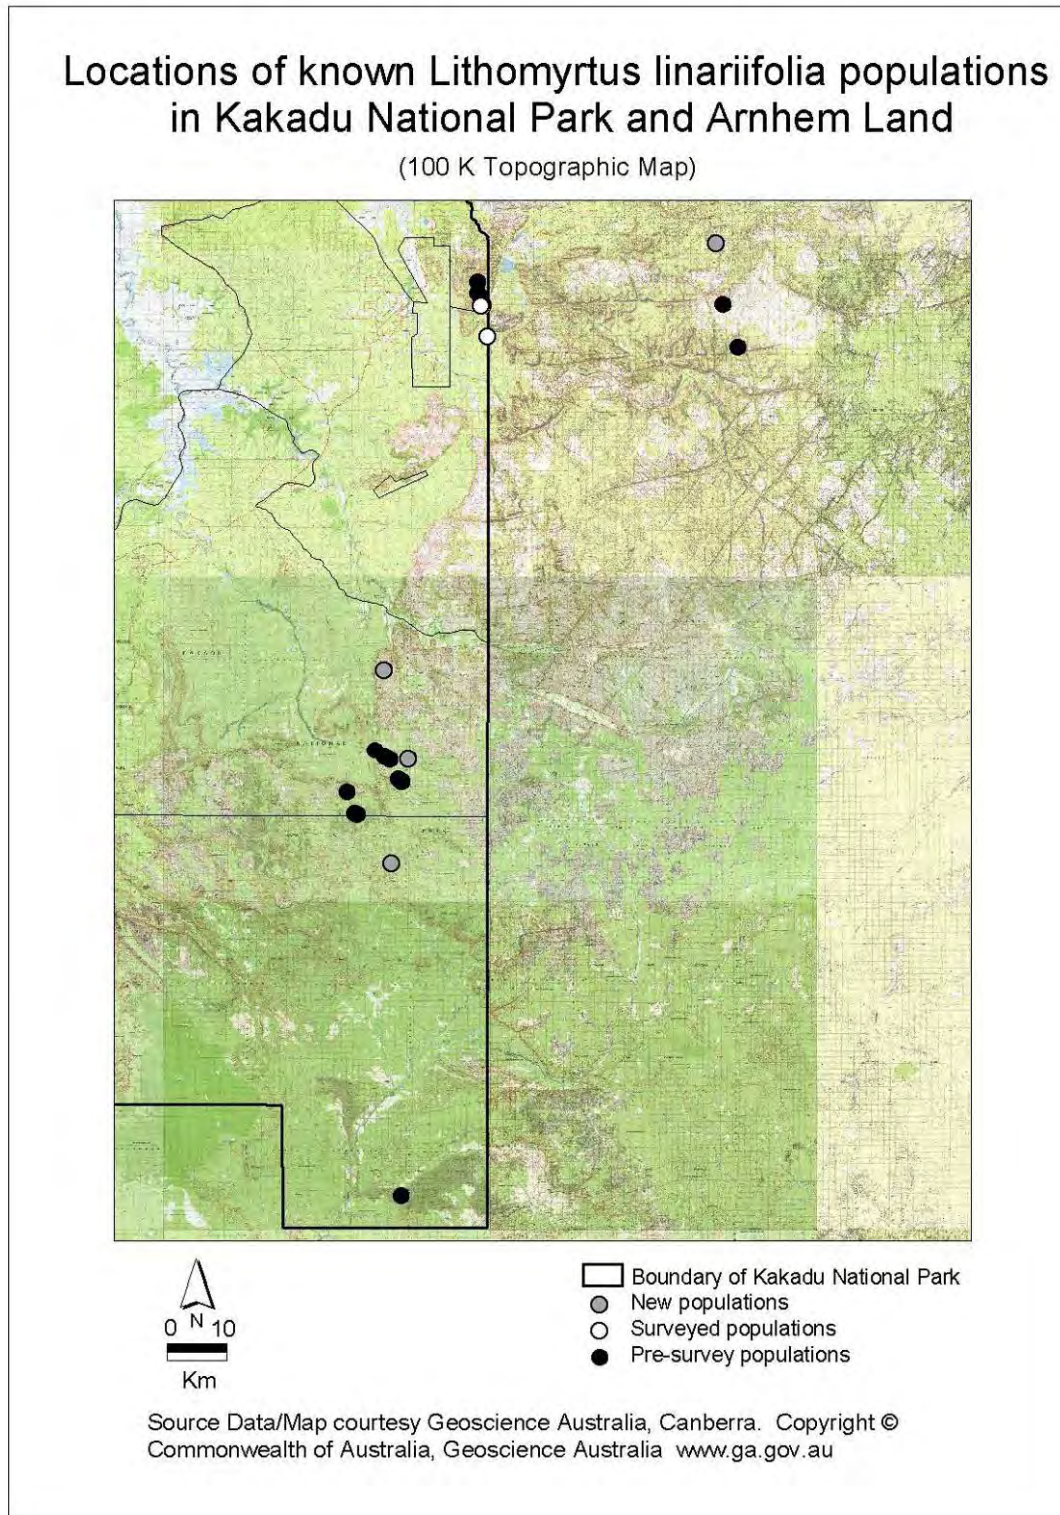 Locations of known Lithomyrtus linariifolia populations
in Kakadu National Park and Arnhem Land
(100 K Topographic Map)
N
0 10
Km
Boundary of Kakadu National Park
New populations
Surveyed populations
Pre-survey populations
Source Data/Map courtesy Geoscience Australia, Canberra. Copyright ©
Commonwealth of Australia, Geoscience Australia www.ga.gov.au